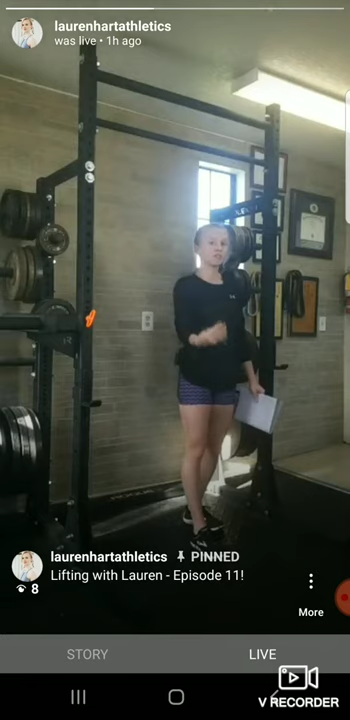 laurenhartathletics
was live • 1h ago
R
laurenhartathletics PINNED
8 Lifting with Lauren - Episode 11!
More
STORY LIVE
V RECORDER